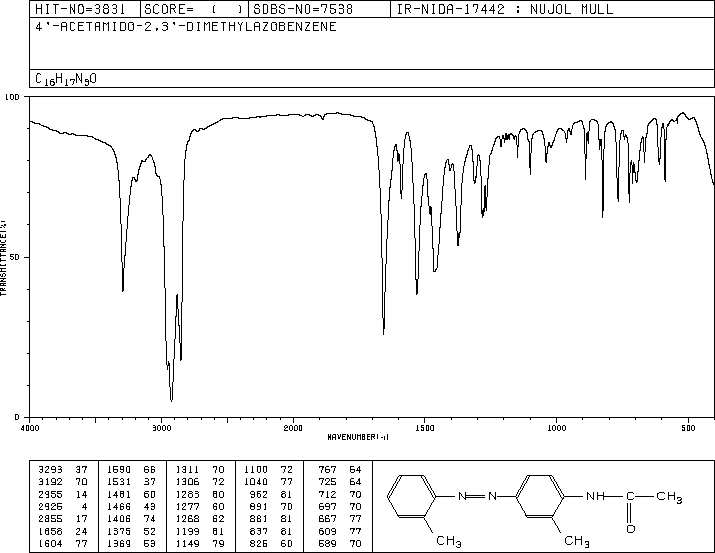 HIT-NO=3831 SCORE= ( ) SDBS-NO=7538 IR-NIDA-17442 : NUJOL MULL
4'-ACETAMIDO-2,3'-DIMETHYLAZOBENZENE
C16H17N3O
100
50
0
TRANSMITTANCE(%)
4000 3000 2000 1500 1000 500
WAVENUMBER(-1)
3293 37 1590 66 1311 70 1100 72 767 64
3192 70 1531 37 1306 72 1040 77 725 64
2955 14 1481 60 1283 60 962 81 712 70
2925 4 1466 43 1277 60 891 70 697 70
2855 17 1406 74 1268 62 881 81 667 77
1658 24 1375 52 1199 81 837 81 609 77
1604 77 1369 53 1149 79 826 60 589 70
N N NH C CH3
CH3 CH3 O